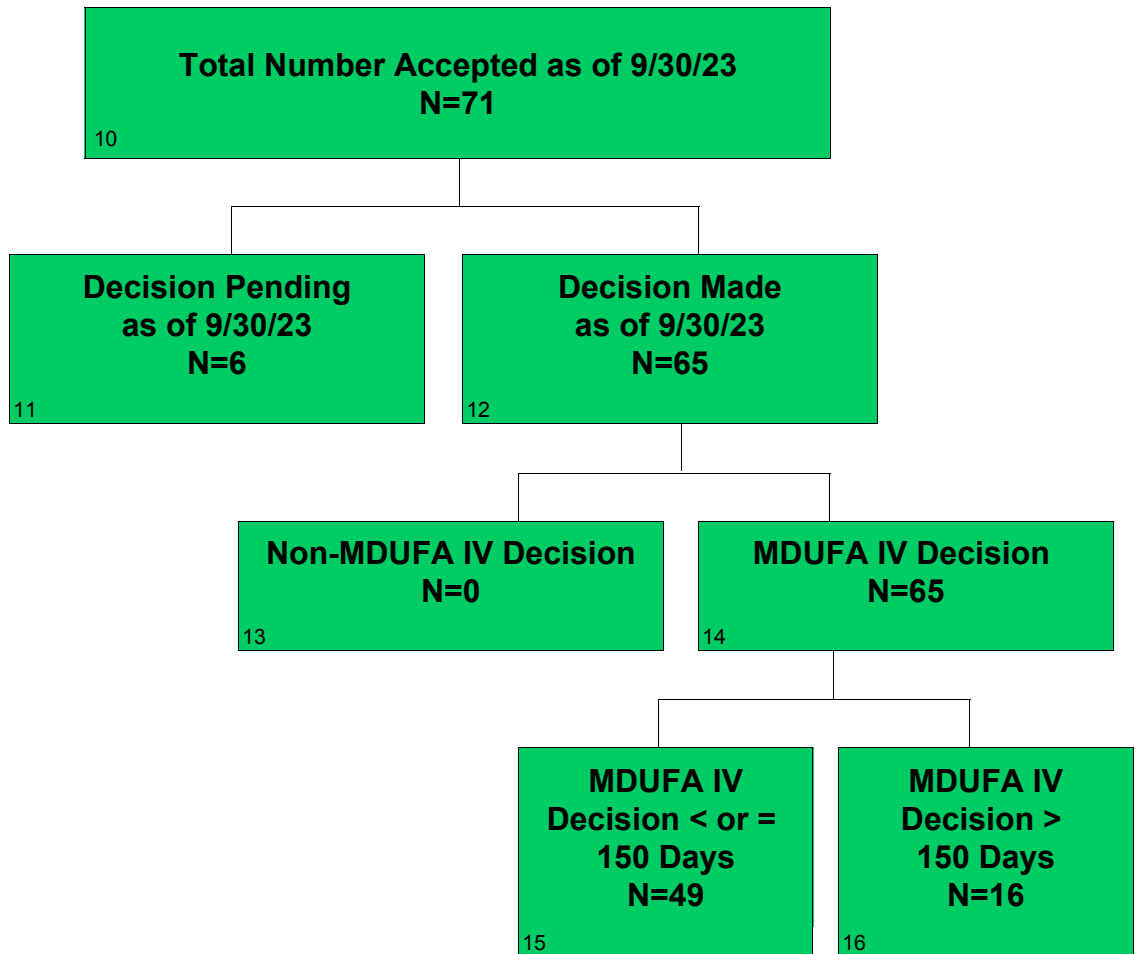 Total Number Accepted as of 9/30/23
N=71
10
Decision Pending
as of 9/30/23
N=6
11
Decision Made
as of 9/30/23
N=65
12
Non-MDUFA IV Decision
N=0
13
MDUFA IV Decision
N=65
14
MDUFA IV
Decision < or =
150 Days
N=49
15
MDUFA IV
Decision >
150 Days
N=16
16